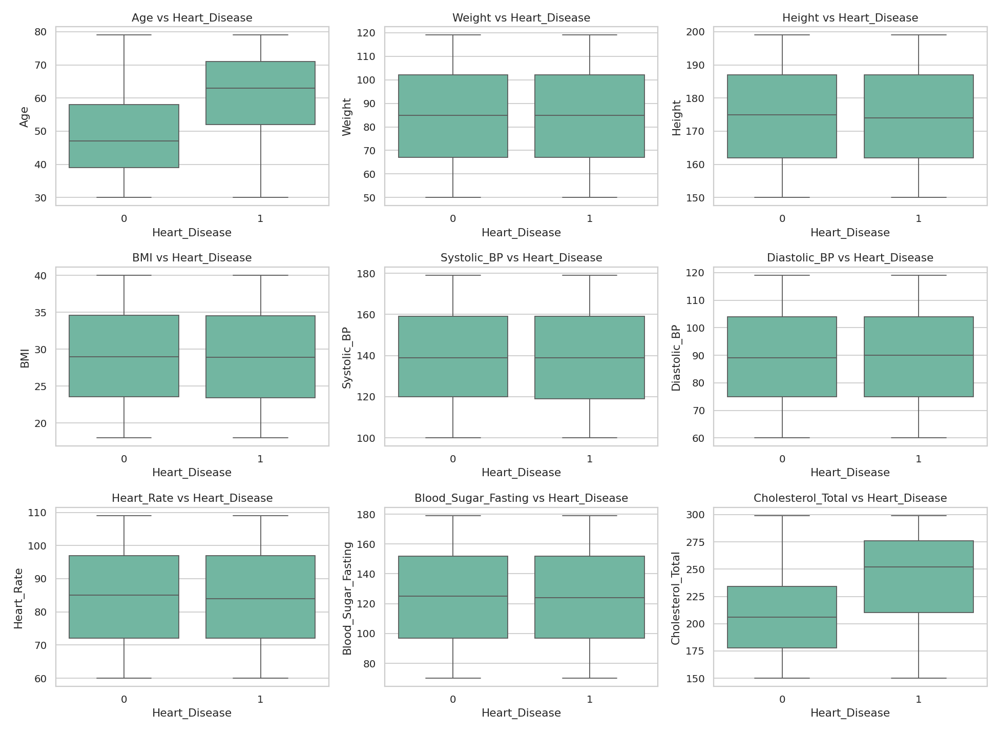 Age vs Heart_Disease
80
70
60
50
40
30
Age
0
1
Heart_Disease
Weight vs Heart_Disease
120
110
100
90
80
70
60
50
Weight
0
1
Heart_Disease
Height vs Heart_Disease
200
190
180
170
160
150
Height
0
1
Heart_Disease
BMI vs Heart_Disease
40
35
30
25
20
BMI
0
1
Heart_Disease
Systolic_BP vs Heart_Disease
180
160
140
120
100
Systolic_BP
0
1
Heart_Disease
Diastolic_BP vs Heart_Disease
120
110
100
90
80
70
60
Diastolic_BP
0
1
Heart_Disease
Heart_Rate vs Heart_Disease
110
100
90
80
70
60
Heart_Rate
0
1
Heart_Disease
Blood_Sugar_Fasting vs Heart_Disease
180
160
140
120
100
80
Blood_Sugar_Fasting
0
1
Heart_Disease
Cholesterol_Total vs Heart_Disease
300
275
250
225
200
175
150
Cholesterol_Total
0
1
Heart_Disease